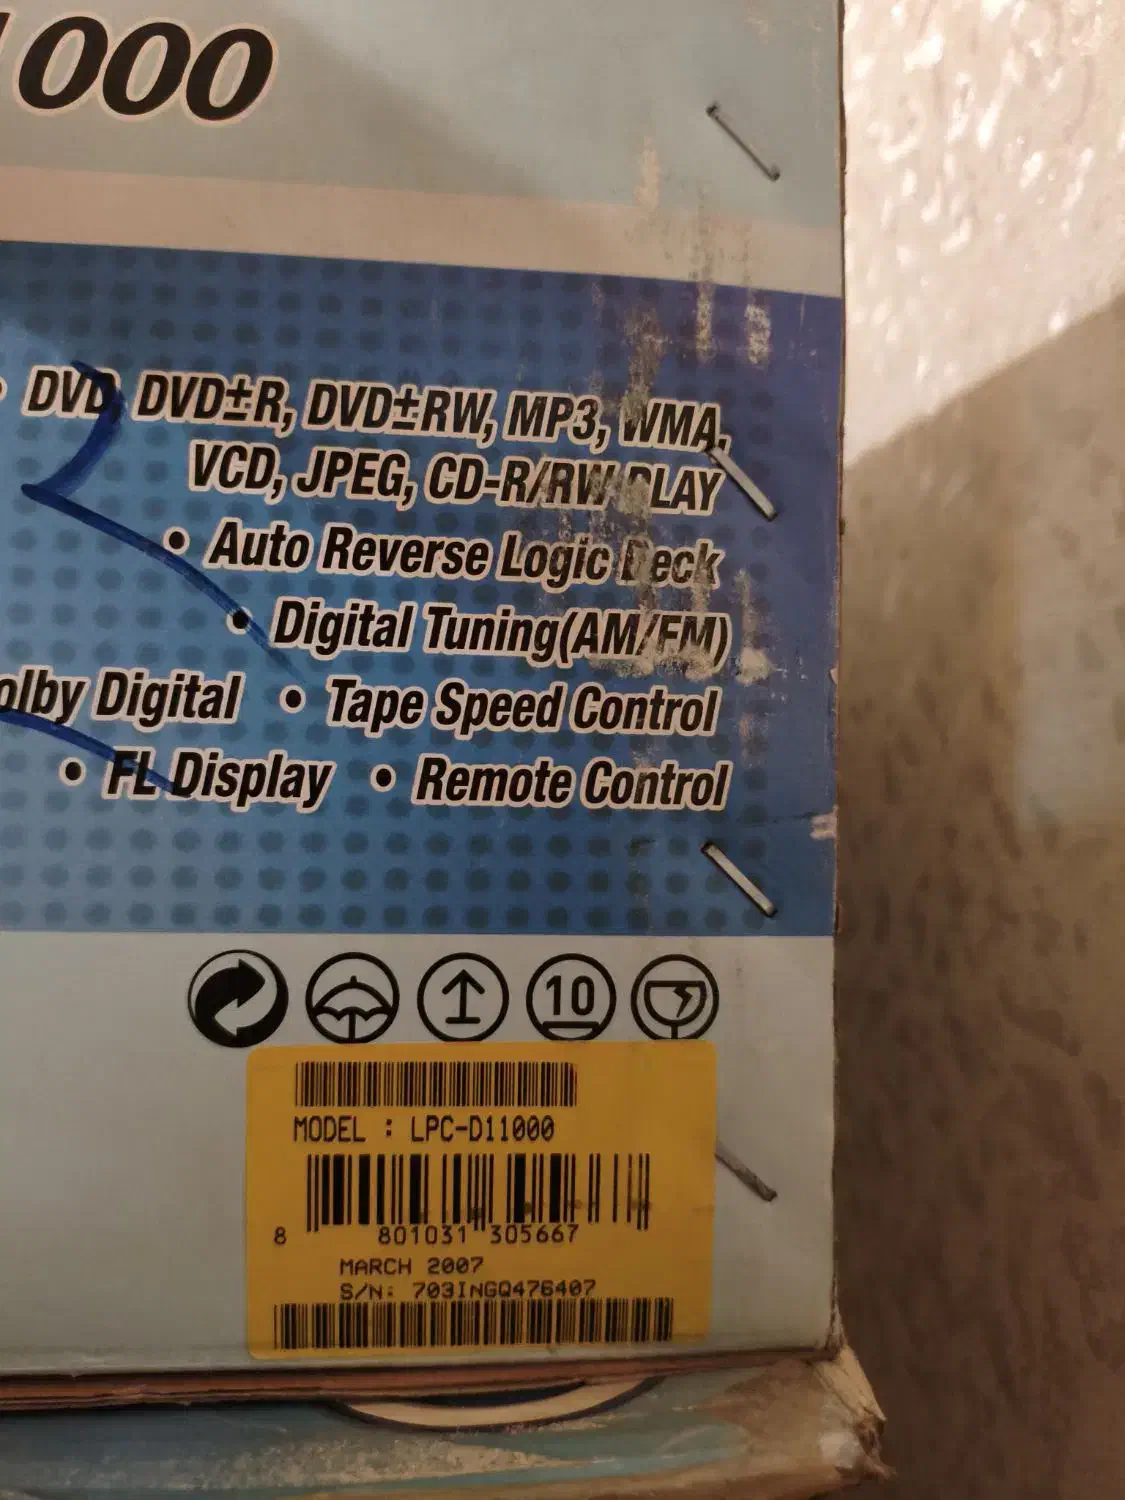 1000
• DVD, DVD±R, DVD±RW, MP3, WMA,
VCD, JPEG, CD-R/RW PLAY
• Auto Reverse Logic Deck
• Digital Tuning(AM/FM)
olby Digital • Tape Speed Control
• FL Display • Remote Control
10
MODEL : LPC-D11000
8 801031 305667
MARCH 2007
S/N: 703INGQ476407